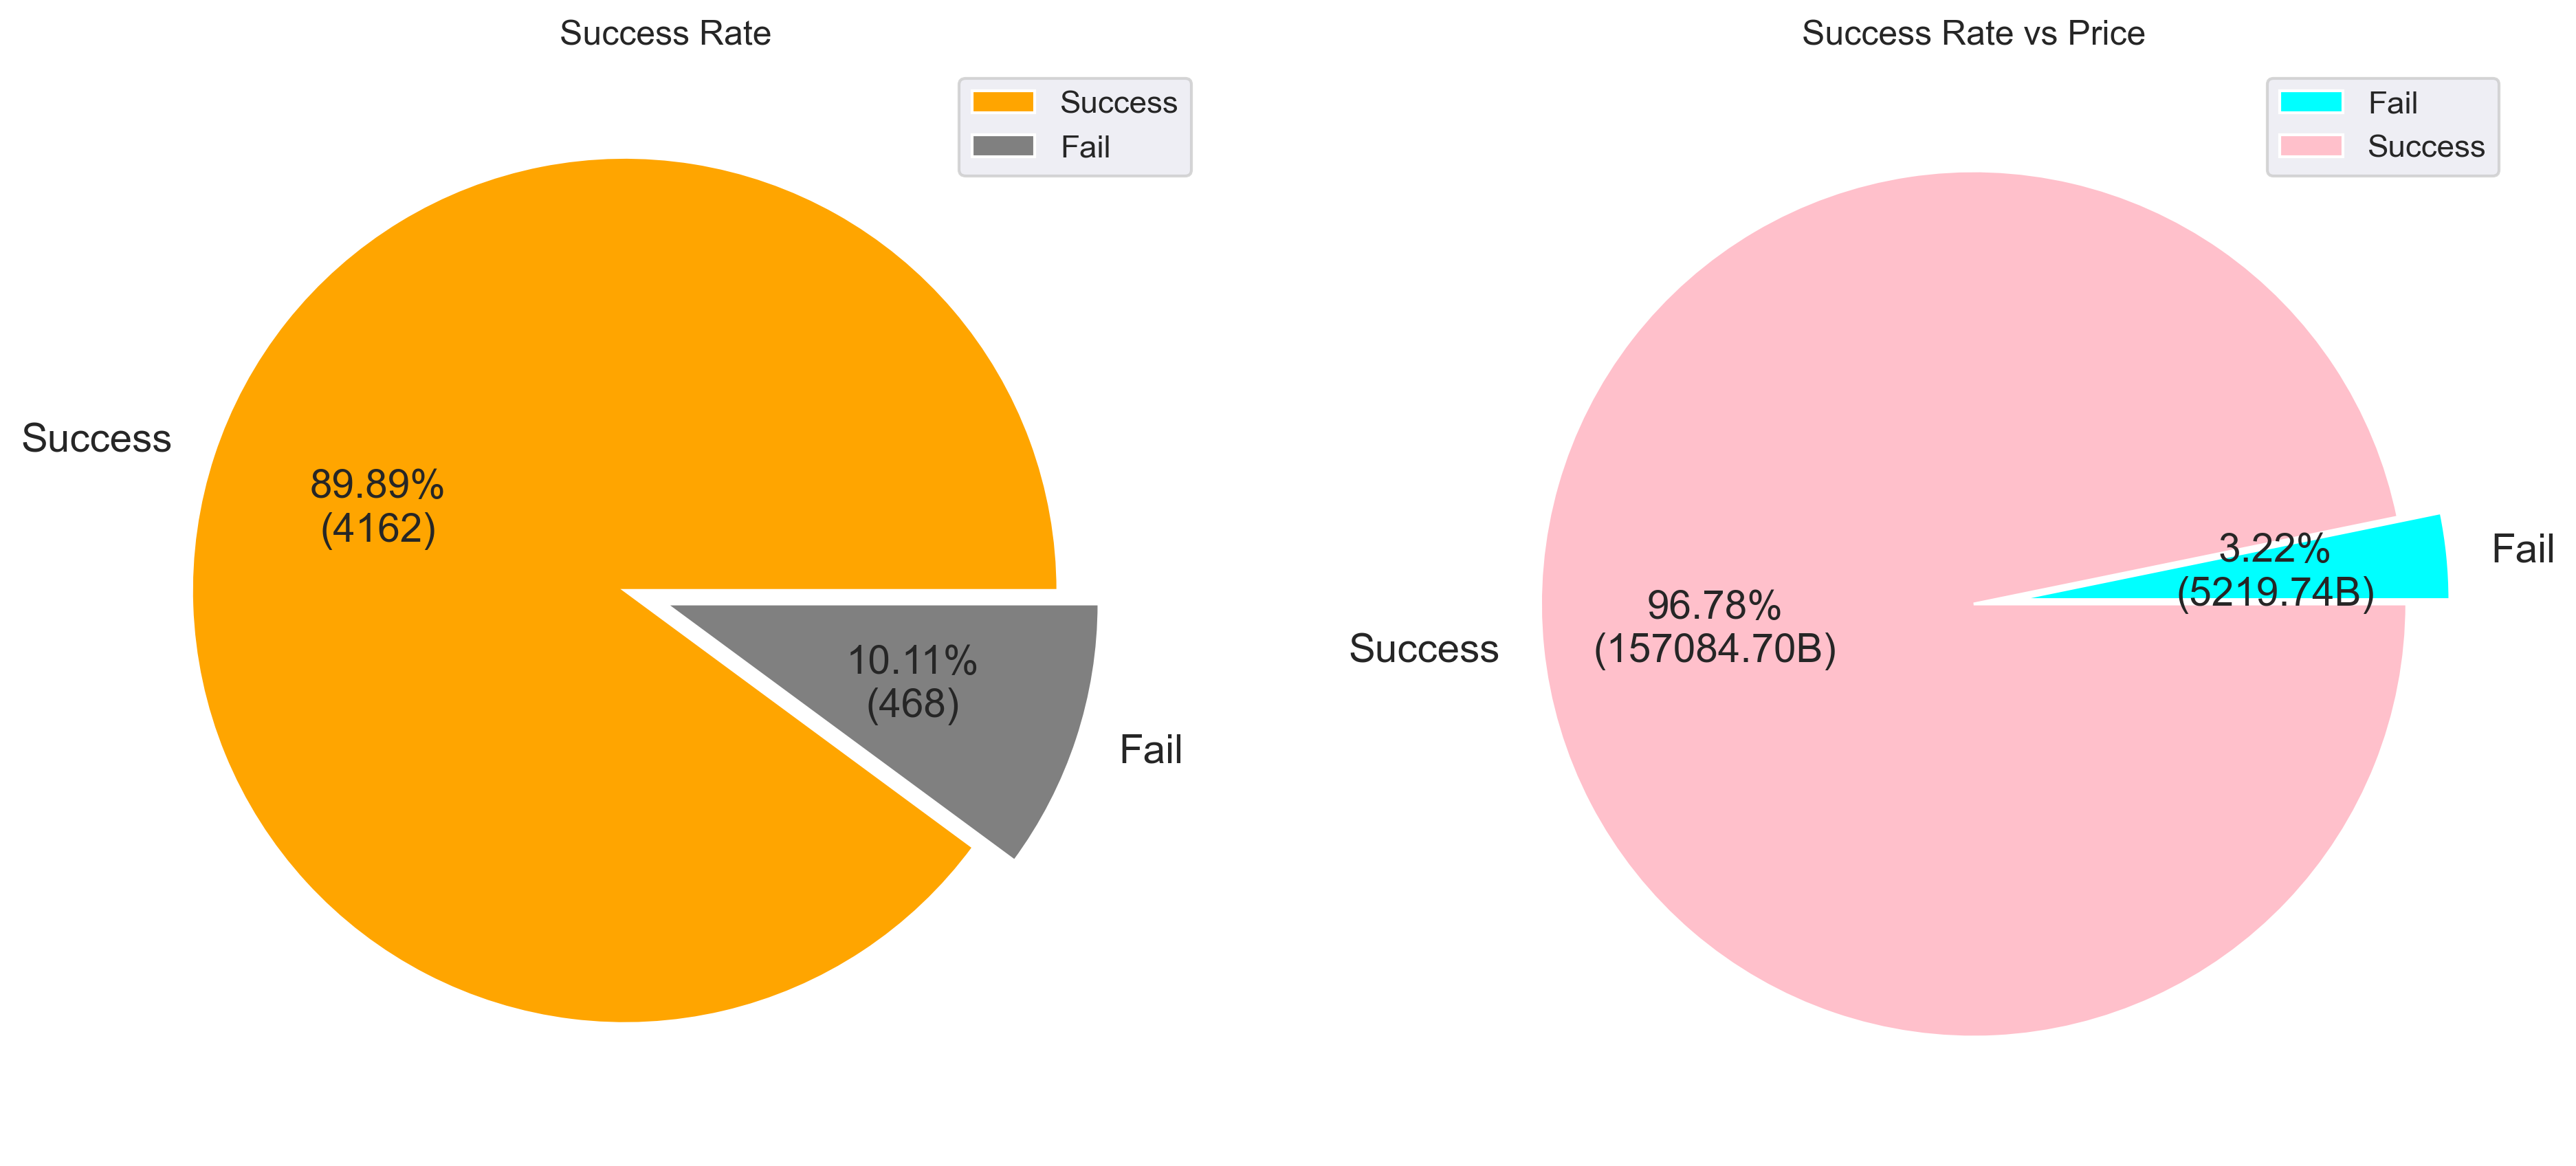 Success Rate
Success
Fail
Success
89.89%
(4162)
10.11%
(468)
Fail
Success Rate vs Price
Fail
Success
3.22%
(5219.74B)
Fail
96.78%
(157084.70B)
Success